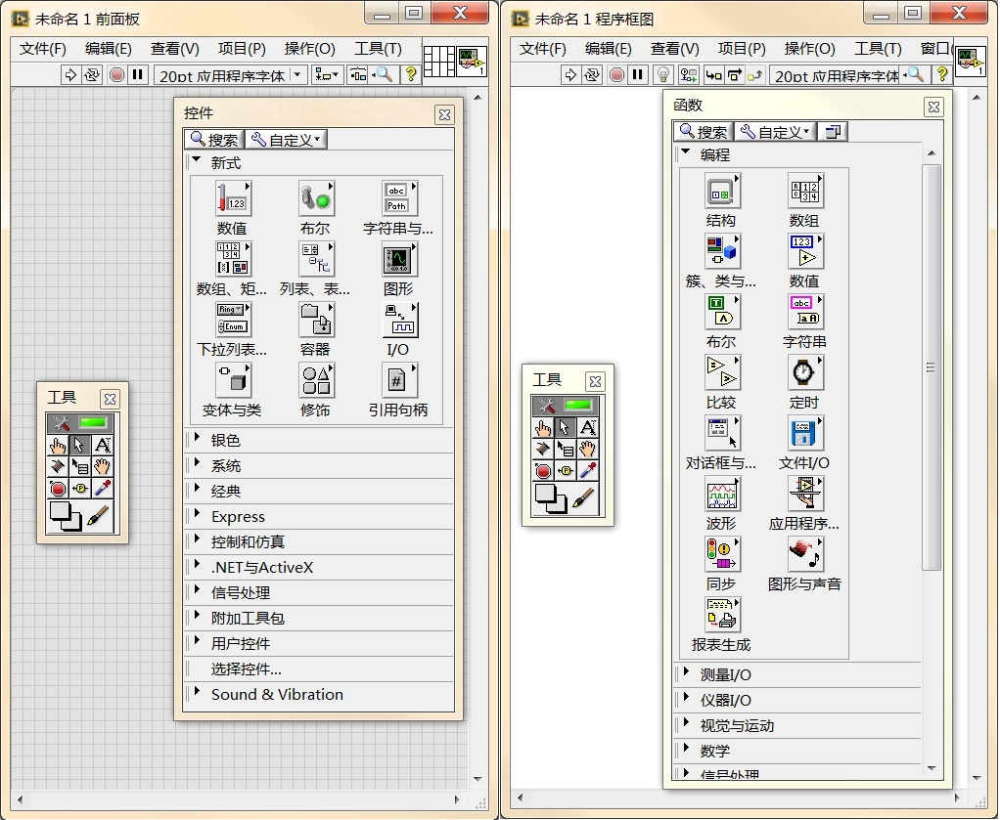 未命名 1 前面板
文件(F) 编辑(E) 查看(V) 项目(P) 操作(O) 工具(T)
20pt 应用程序字体
控件
搜索 自定义
新式
数值 布尔 字符串与...
数组、矩... 列表、表... 图形
下拉列表... 容器 I/O
变体与类 修饰 引用句柄
银色
系统
经典
Express
控制和仿真
.NET与ActiveX
信号处理
附加工具包
用户控件
选择控件...
Sound & Vibration
工具
未命名 1 程序框图
文件(F) 编辑(E) 查看(V) 项目(P) 操作(O) 工具(T) 窗口
20pt 应用程序字体
函数
搜索 自定义
编程
结构 数组
簇、类与... 数值
布尔 字符串
比较 定时
对话框与... 文件I/O
波形 应用程序...
同步 图形与声音
报表生成
测量I/O
仪器I/O
视觉与运动
数学
信号处理
工具